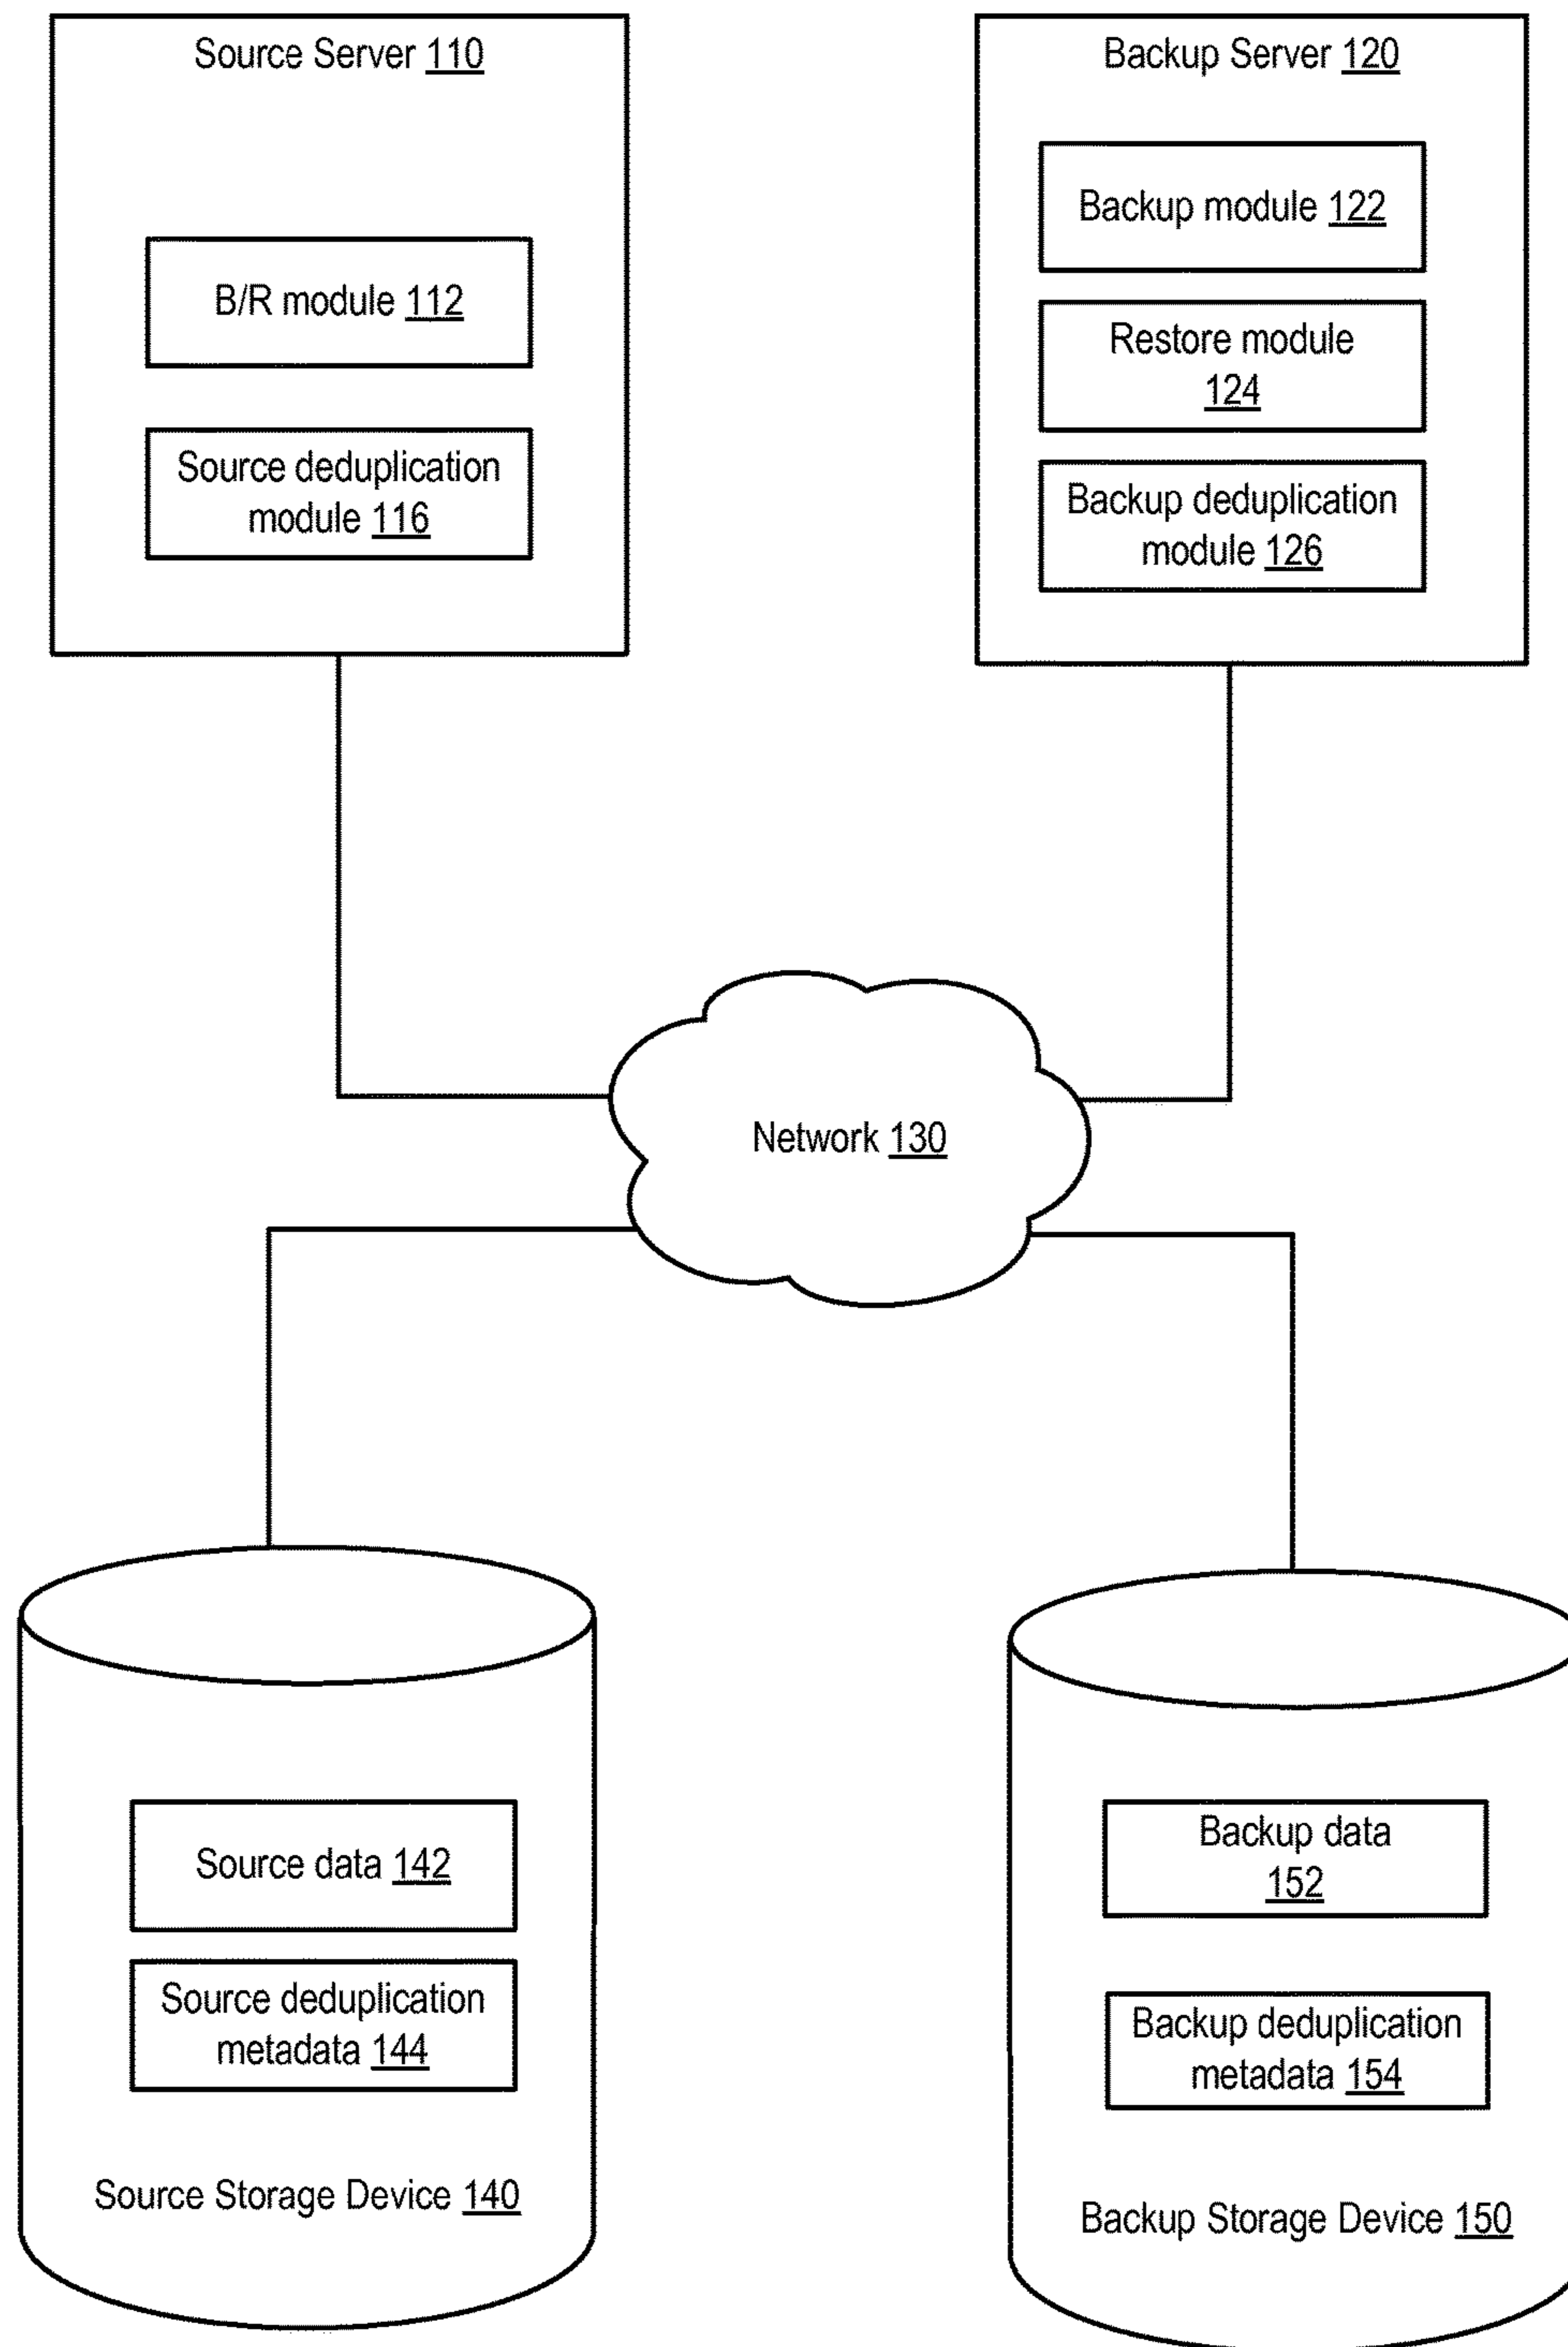 Source Server 110
B/R module 112
Source deduplication
module 116
Backup Server 120
Backup module 122
Restore module
124
Backup deduplication
module 126
Network 130
Source data 142
Source deduplication
metadata 144
Source Storage Device 140
Backup data
152
Backup deduplication
metadata 154
Backup Storage Device 150